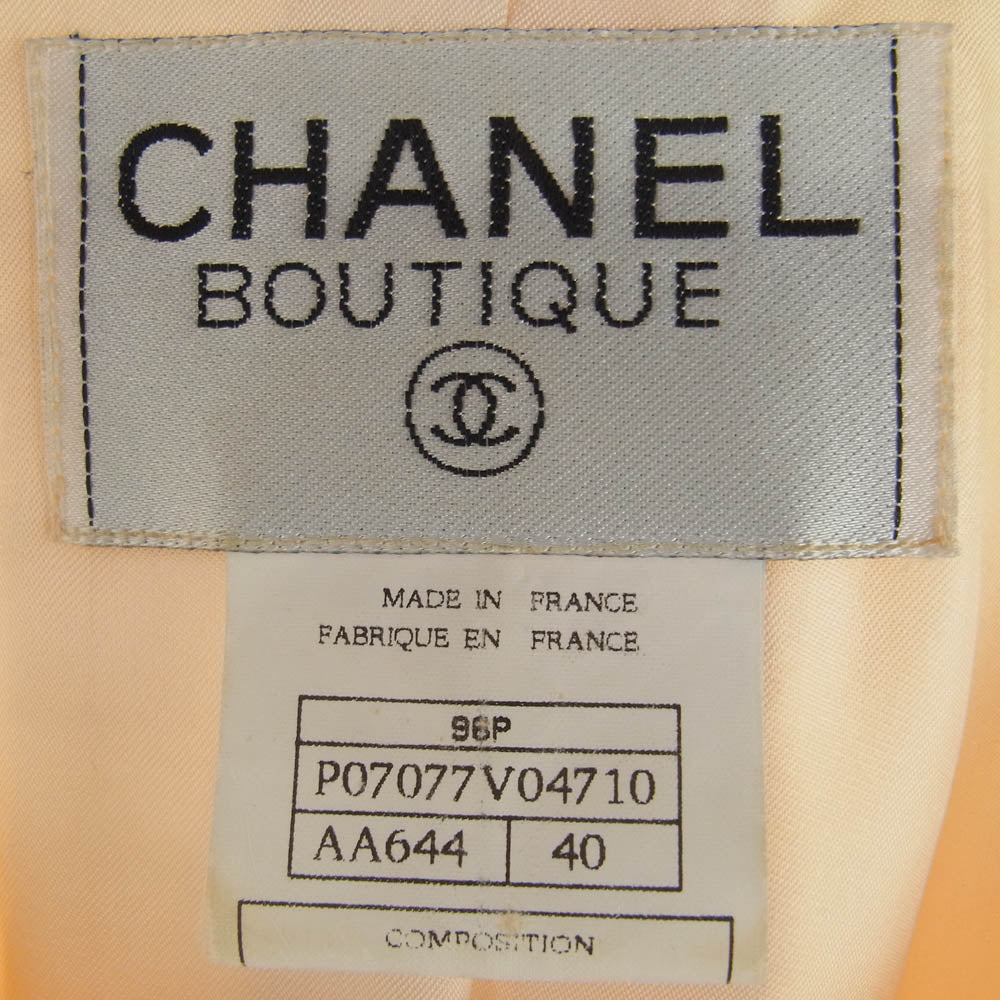 CHANEL
BOUTIQUE
MADE IN FRANCE
FABRIQUE EN FRANCE
96P
P07077V04710
AA644 40
COMPOSITION